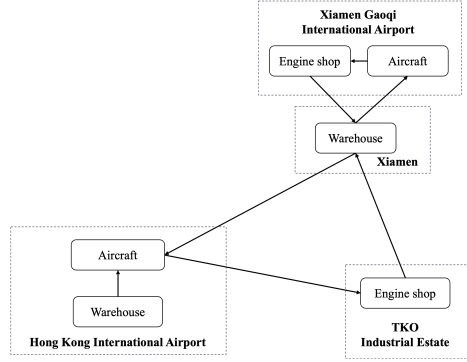 Xiamen Gaoqi
International Airport
Engine shop
Aircraft
Warehouse
Xiamen
Aircraft
Warehouse
Hong Kong International Airport
Engine shop
TKO
Industrial Estate